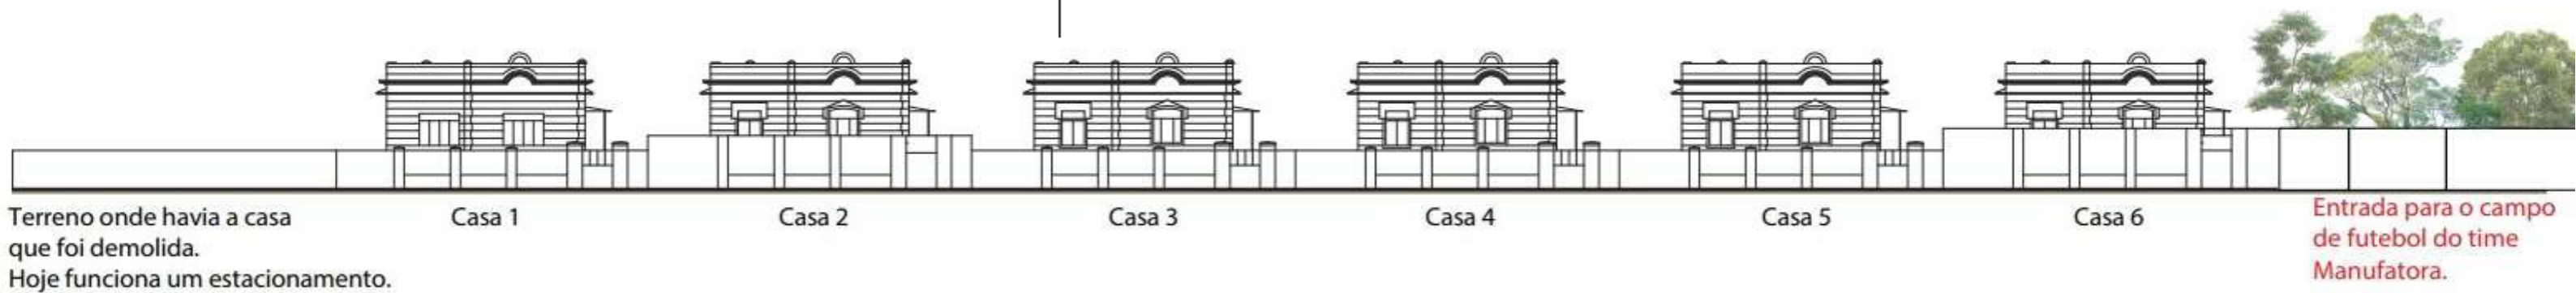 Terreno onde havia a casa
que foi demolida.
Hoje funciona um estacionamento.
Casa 1
Casa 2
Casa 3
Casa 4
Casa 5
Casa 6
Entrada para o campo
de futebol do time
Manufatora.